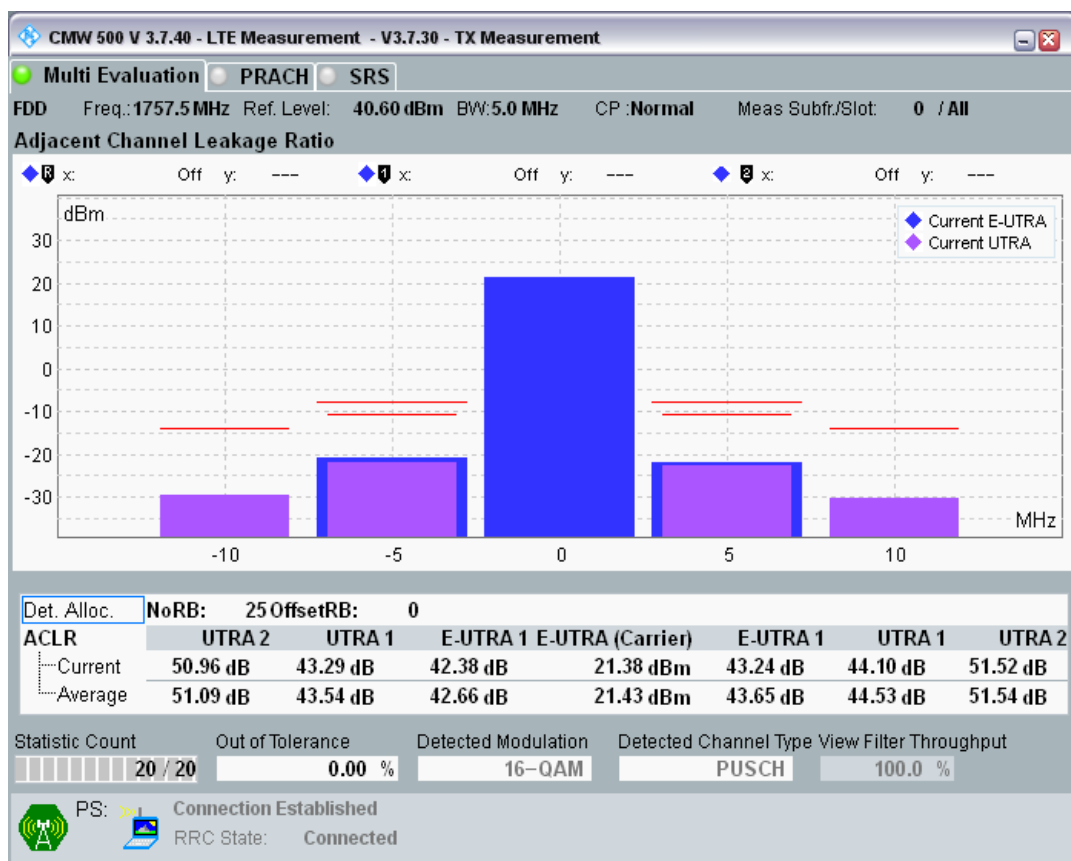 CMW 500 V 3.7.40 - LTE Measurement - V3.7.30 - TX Measurement
Multi Evaluation PRACH SRS
FDD Freq.: 1757.5 MHz Ref. Level: 40.60 dBm BW: 5.0 MHz CP : Normal Meas Subfr./Slot: 0 / All
Adjacent Channel Leakage Ratio
R x: Off y: --- 1 x: Off y: --- 2 x: Off y: ---
dBm
Current E-UTRA
Current UTRA
30
20
10
0
-10
-20
-30
MHz
-10 -5 0 5 10
Det. Alloc. NoRB: 25 OffsetRB: 0
ACLR UTRA 2 UTRA 1 E-UTRA 1 E-UTRA (Carrier) E-UTRA 1 UTRA 1 UTRA 2
Current 50.96 dB 43.29 dB 42.38 dB 21.38 dBm 43.24 dB 44.10 dB 51.52 dB
Average 51.09 dB 43.54 dB 42.66 dB 21.43 dBm 43.65 dB 44.53 dB 51.54 dB
Statistic Count Out of Tolerance Detected Modulation Detected Channel Type View Filter Throughput
20 / 20 0.00 % 16-QAM PUSCH 100.0 %
PS: Connection Established
RRC State: Connected